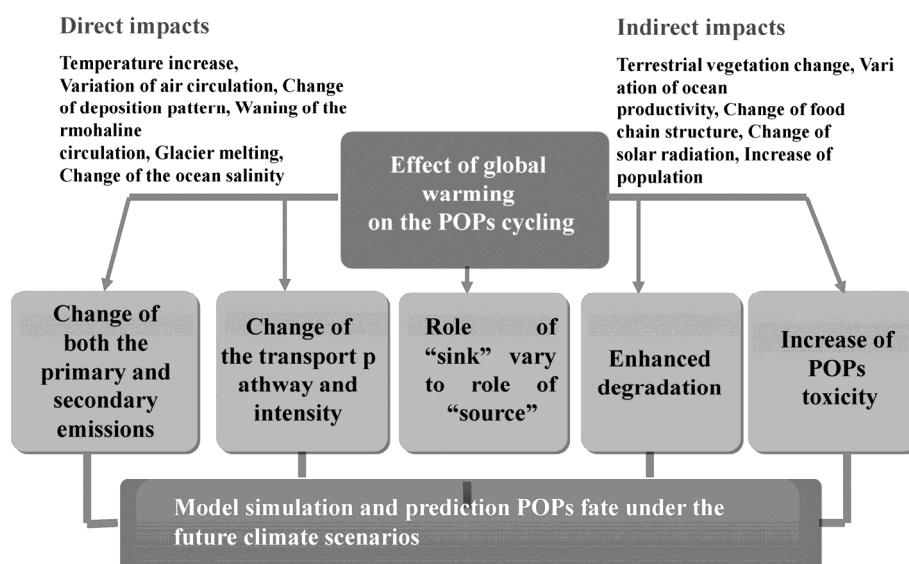 Direct impacts
Temperature increase,
Variation of air circulation, Change
of deposition pattern, Waning of the
rmohaline
circulation, Glacier melting,
Change of the ocean salinity
Indirect impacts
Terrestrial vegetation change, Vari
ation of ocean
productivity, Change of food
chain structure, Change of
solar radiation, Increase of
population
Effect of global
warming
on the POPs cycling
Change of
both the
primary and
secondary
emissions
Change of
the transport p
athway and
intensity
Role of
“sink” vary
to role of
“source”
Enhanced
degradation
Increase of
POPs
toxicity
Model simulation and prediction POPs fate under the
future climate scenarios